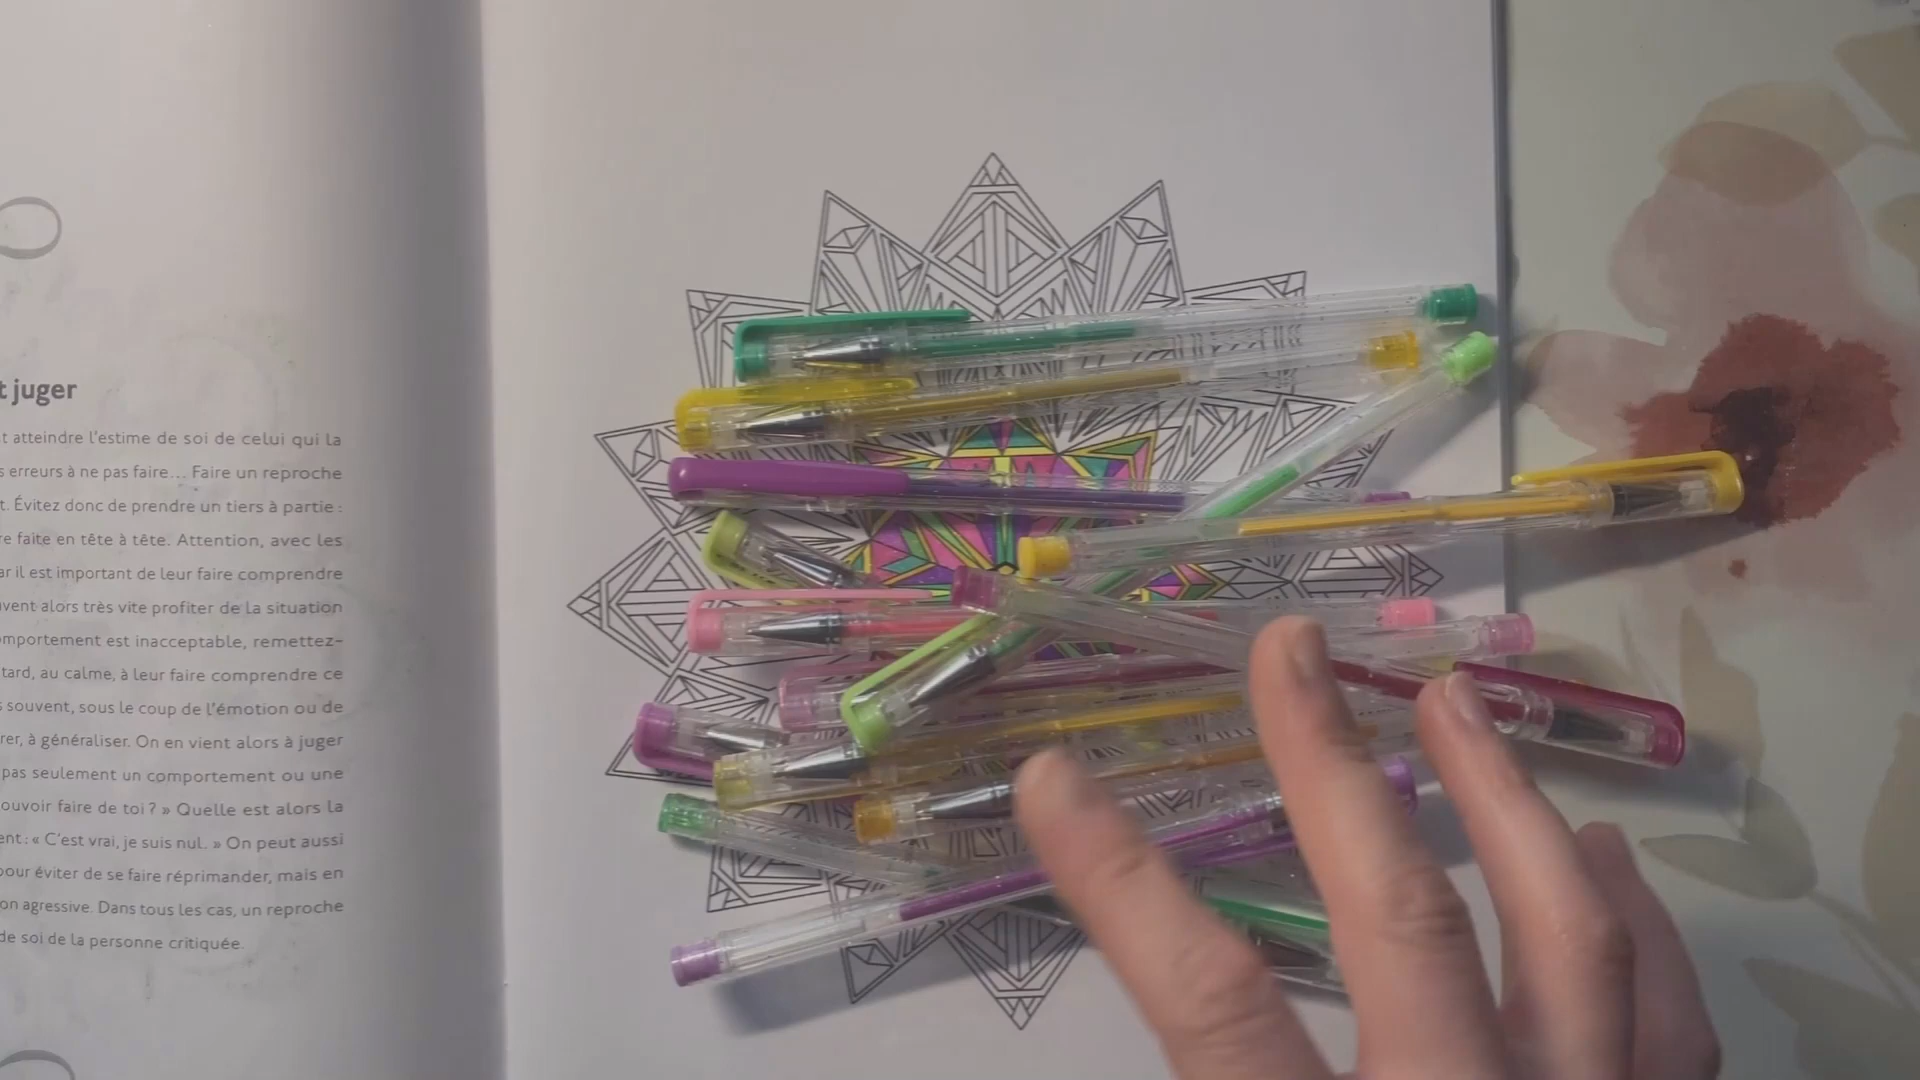 t juger
t atteindre l'estime de soi de celui qui la
s erreurs à ne pas faire... Faire un reproche
t. Évitez donc de prendre un tiers à partie :
re faite en tête à tête. Attention, avec les
ar il est important de leur faire comprendre
uvent alors très vite profiter de la situation
omportement est inacceptable, remettez-
tard, au calme, à leur faire comprendre ce
s souvent, sous le coup de l'émotion ou de
rer, à généraliser. On en vient alors à juger
pas seulement un comportement ou une
ouvoir faire de toi ? » Quelle est alors la
ent : « C'est vrai, je suis nul. » On peut aussi
pour éviter de se faire réprimander, mais en
on agressive. Dans tous les cas, un reproche
de soi de la personne critiquée.